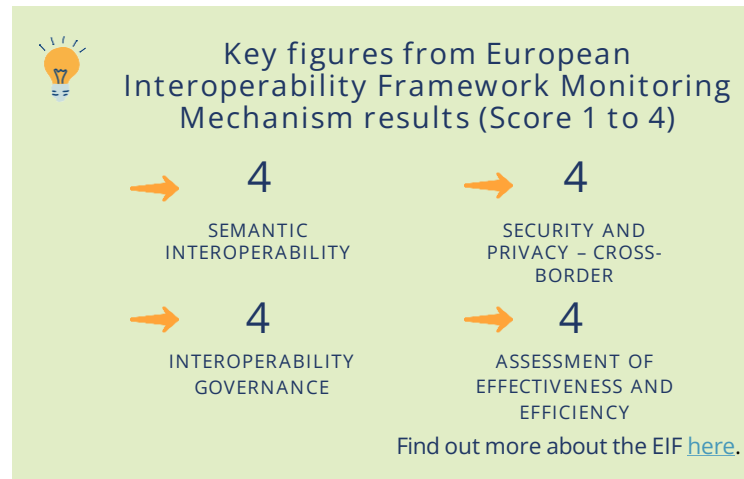 Key figures from European
Interoperability Framework Monitoring
Mechanism results (Score 1 to 4)
4
SEMANTIC
INTEROPERABILITY
4
SECURITY AND
PRIVACY – CROSS-
BORDER
4
INTEROPERABILITY
GOVERNANCE
4
ASSESSMENT OF
EFFECTIVENESS AND
EFFICIENCY
Find out more about the EIF here.